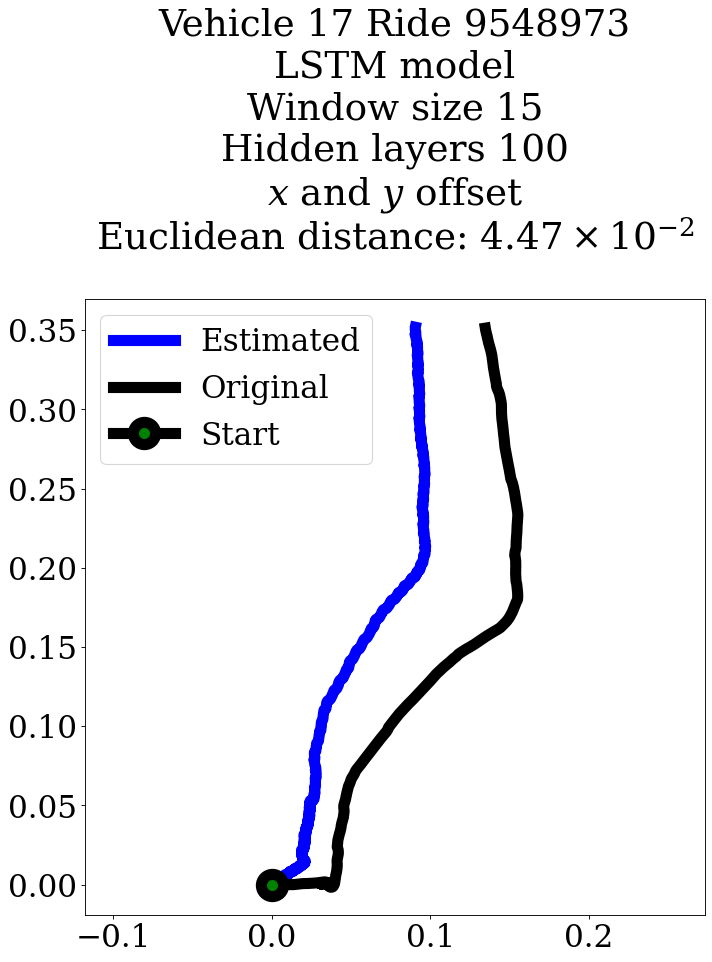 Vehicle 17 Ride 9548973
LSTM model
Window size 15
Hidden layers 100
x and y offset
Euclidean distance: 4.47 × 10⁻²
Estimated
Original
Start
0.35
0.30
0.25
0.20
0.15
0.10
0.05
0.00
−0.1 0.0 0.1 0.2